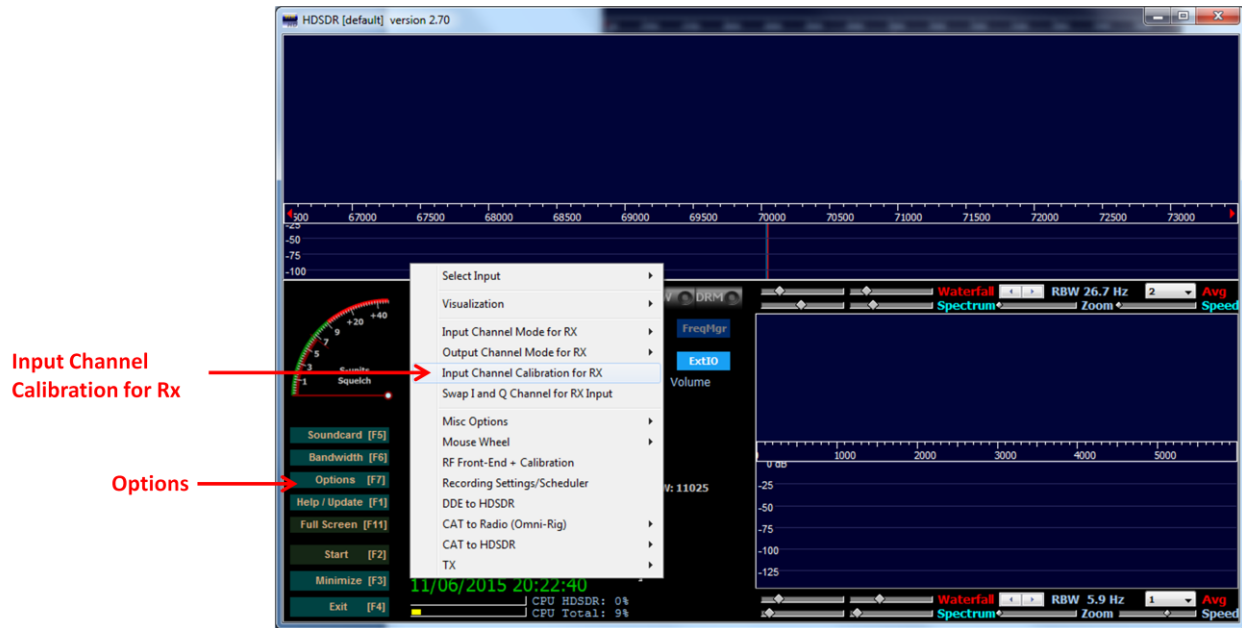 HDSDR [default] version 2.70
67000 67500 68000 68500 69000 69500 70000 70500 71000 71500 72000 72500 73000
-25
-50
-75
-100
Select Input
Visualization
Input Channel Mode for RX
Output Channel Mode for RX
Input Channel Calibration for RX
Swap I and Q Channel for RX Input
Misc Options
Mouse Wheel
RF Front-End + Calibration
Recording Settings/Scheduler
DDE to HDSDR
CAT to Radio (Omni-Rig)
CAT to HDSDR
TX
+40
+20
9
7
5
3
1
S-units
Squelch
DRM
FreqMgr
ExtIO
Volume
Input Channel
Calibration for Rx
Options
Soundcard [F5]
Bandwidth [F6]
Options [F7]
Help / Update [F1]
Full Screen [F11]
Start [F2]
Minimize [F3]
Exit [F4]
: 11025
11/06/2015 20:22:40
CPU HDSDR: 0%
CPU Total: 9%
Waterfall RBW 26.7 Hz 2 Avg
Spectrum Zoom Speed
1000 2000 3000 4000 5000
0 dB
-25
-50
-75
-100
-125
Waterfall RBW 5.9 Hz 1 Avg
Spectrum Zoom Speed